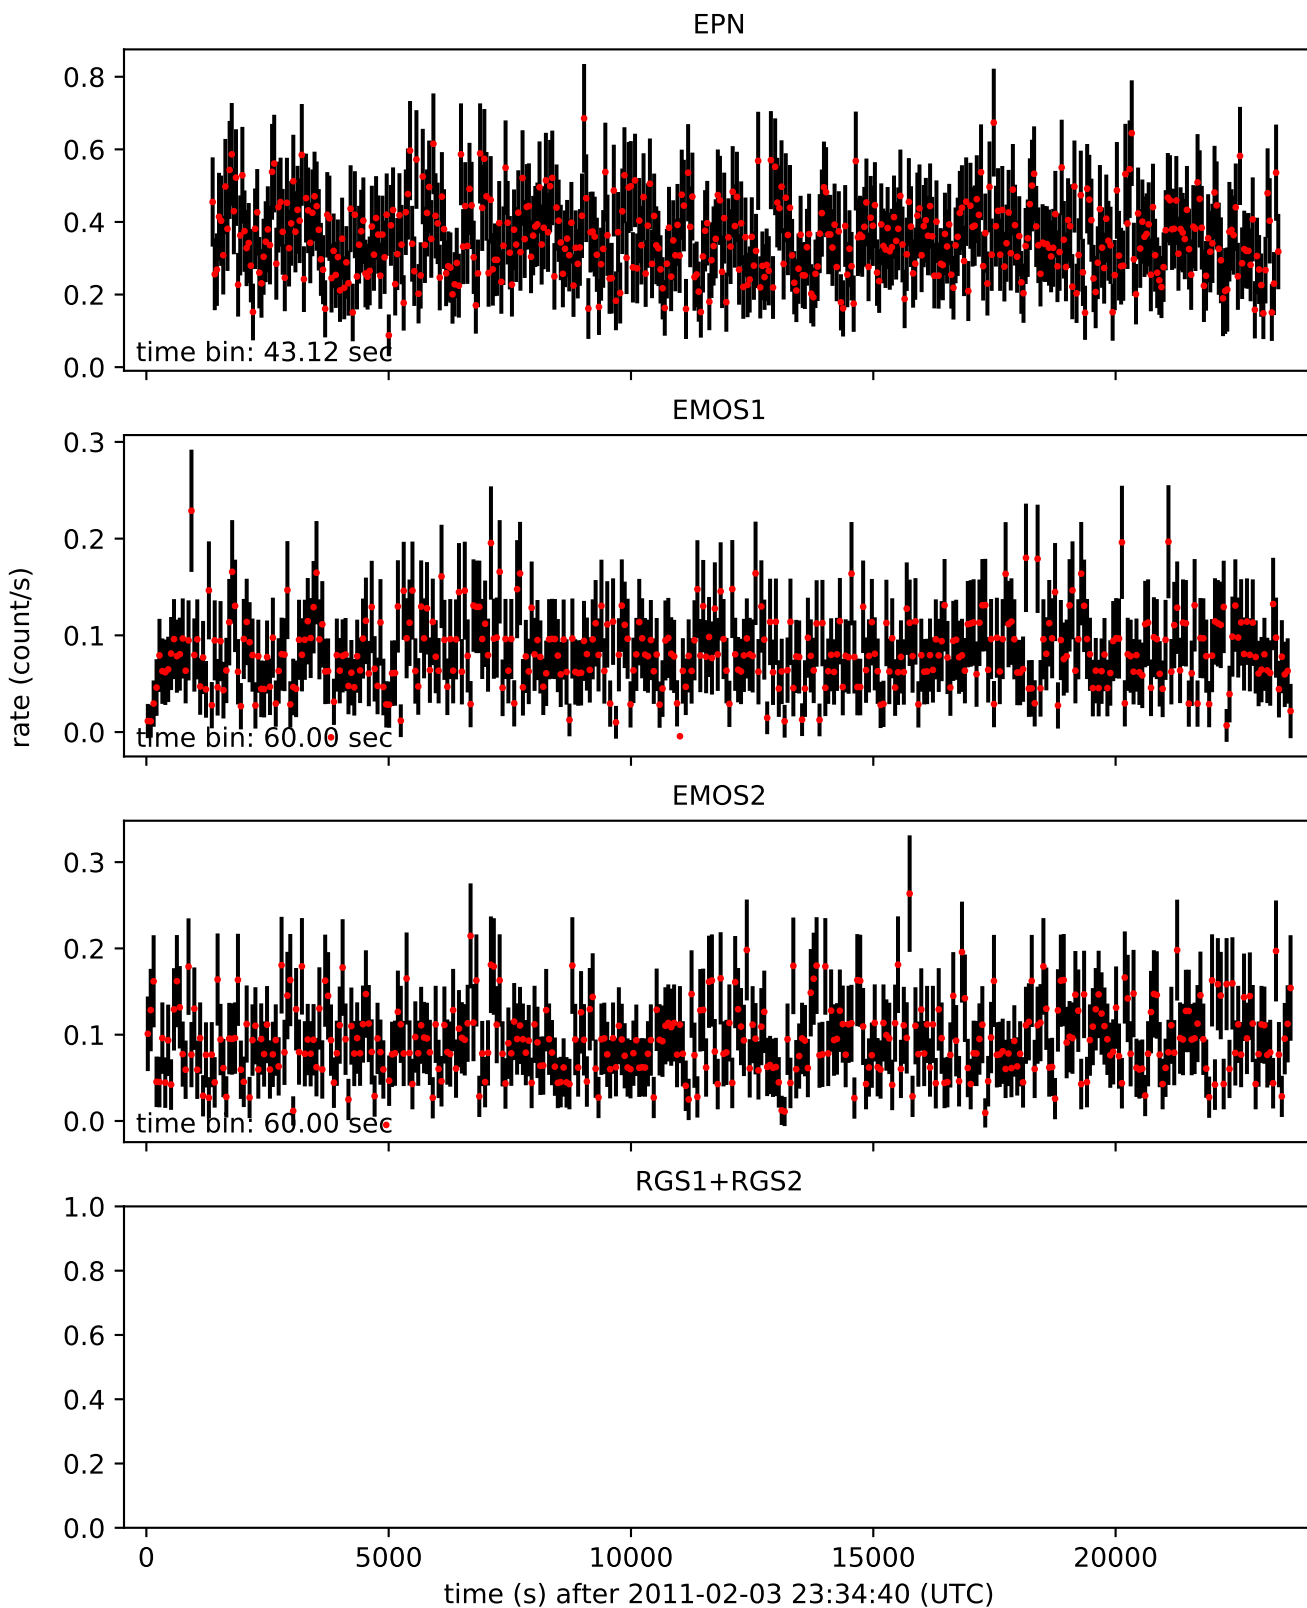 EPN
0.8
0.6
0.4
0.2
0.0
time bin: 43.12 sec
EMOS1
0.3
0.2
0.1
0.0
time bin: 60.00 sec
rate (count/s)
EMOS2
0.3
0.2
0.1
0.0
time bin: 60.00 sec
RGS1+RGS2
1.0
0.8
0.6
0.4
0.2
0.0
0 5000 10000 15000 20000
time (s) after 2011-02-03 23:34:40 (UTC)